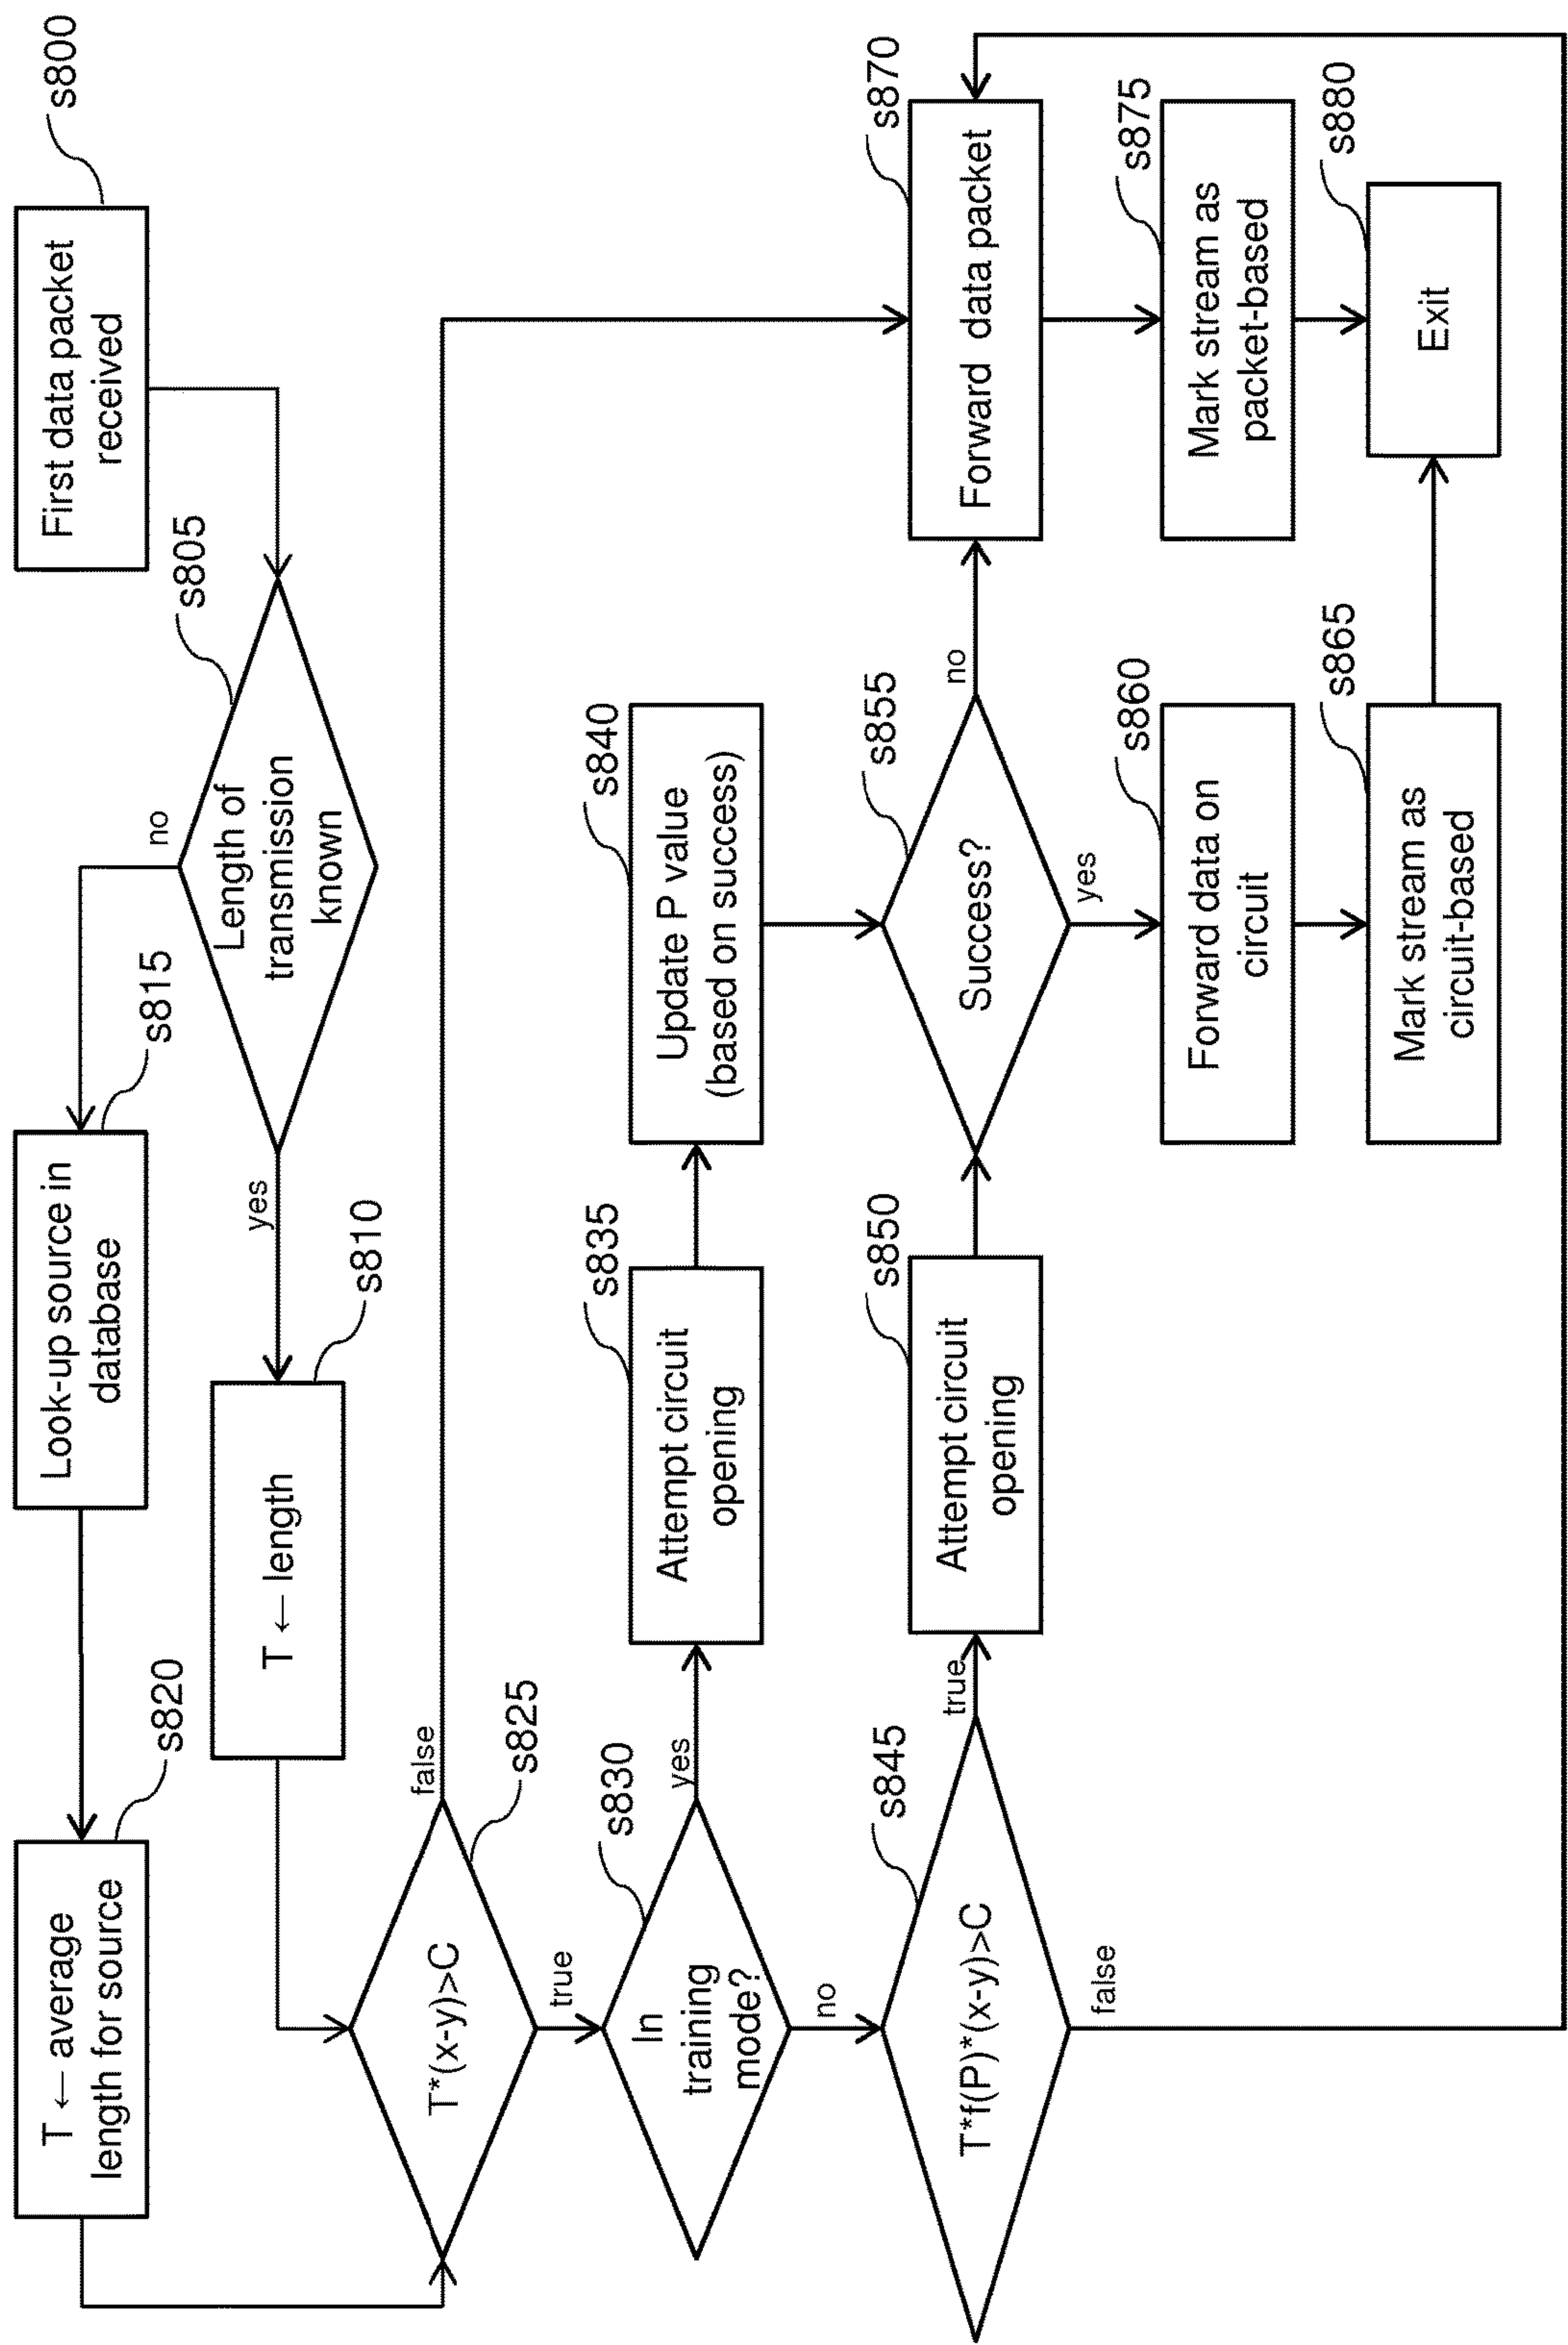 First data packet
received
s800
Length of
transmission
known
s805
no
yes
Look-up source in
database
s815
T ← average
length for source
s820
T ← length
s810
T*(x-y)>C
s825
false
true
In
training
mode?
s830
yes
no
Attempt circuit
opening
s835
Update P value
(based on success)
s840
T*f(P)*(x-y)>C
s845
true
false
Attempt circuit
opening
s850
Success?
s855
no
yes
Forward data on
circuit
s860
Mark stream as
circuit-based
s865
Forward data packet
s870
Mark stream as
packet-based
s875
Exit
s880